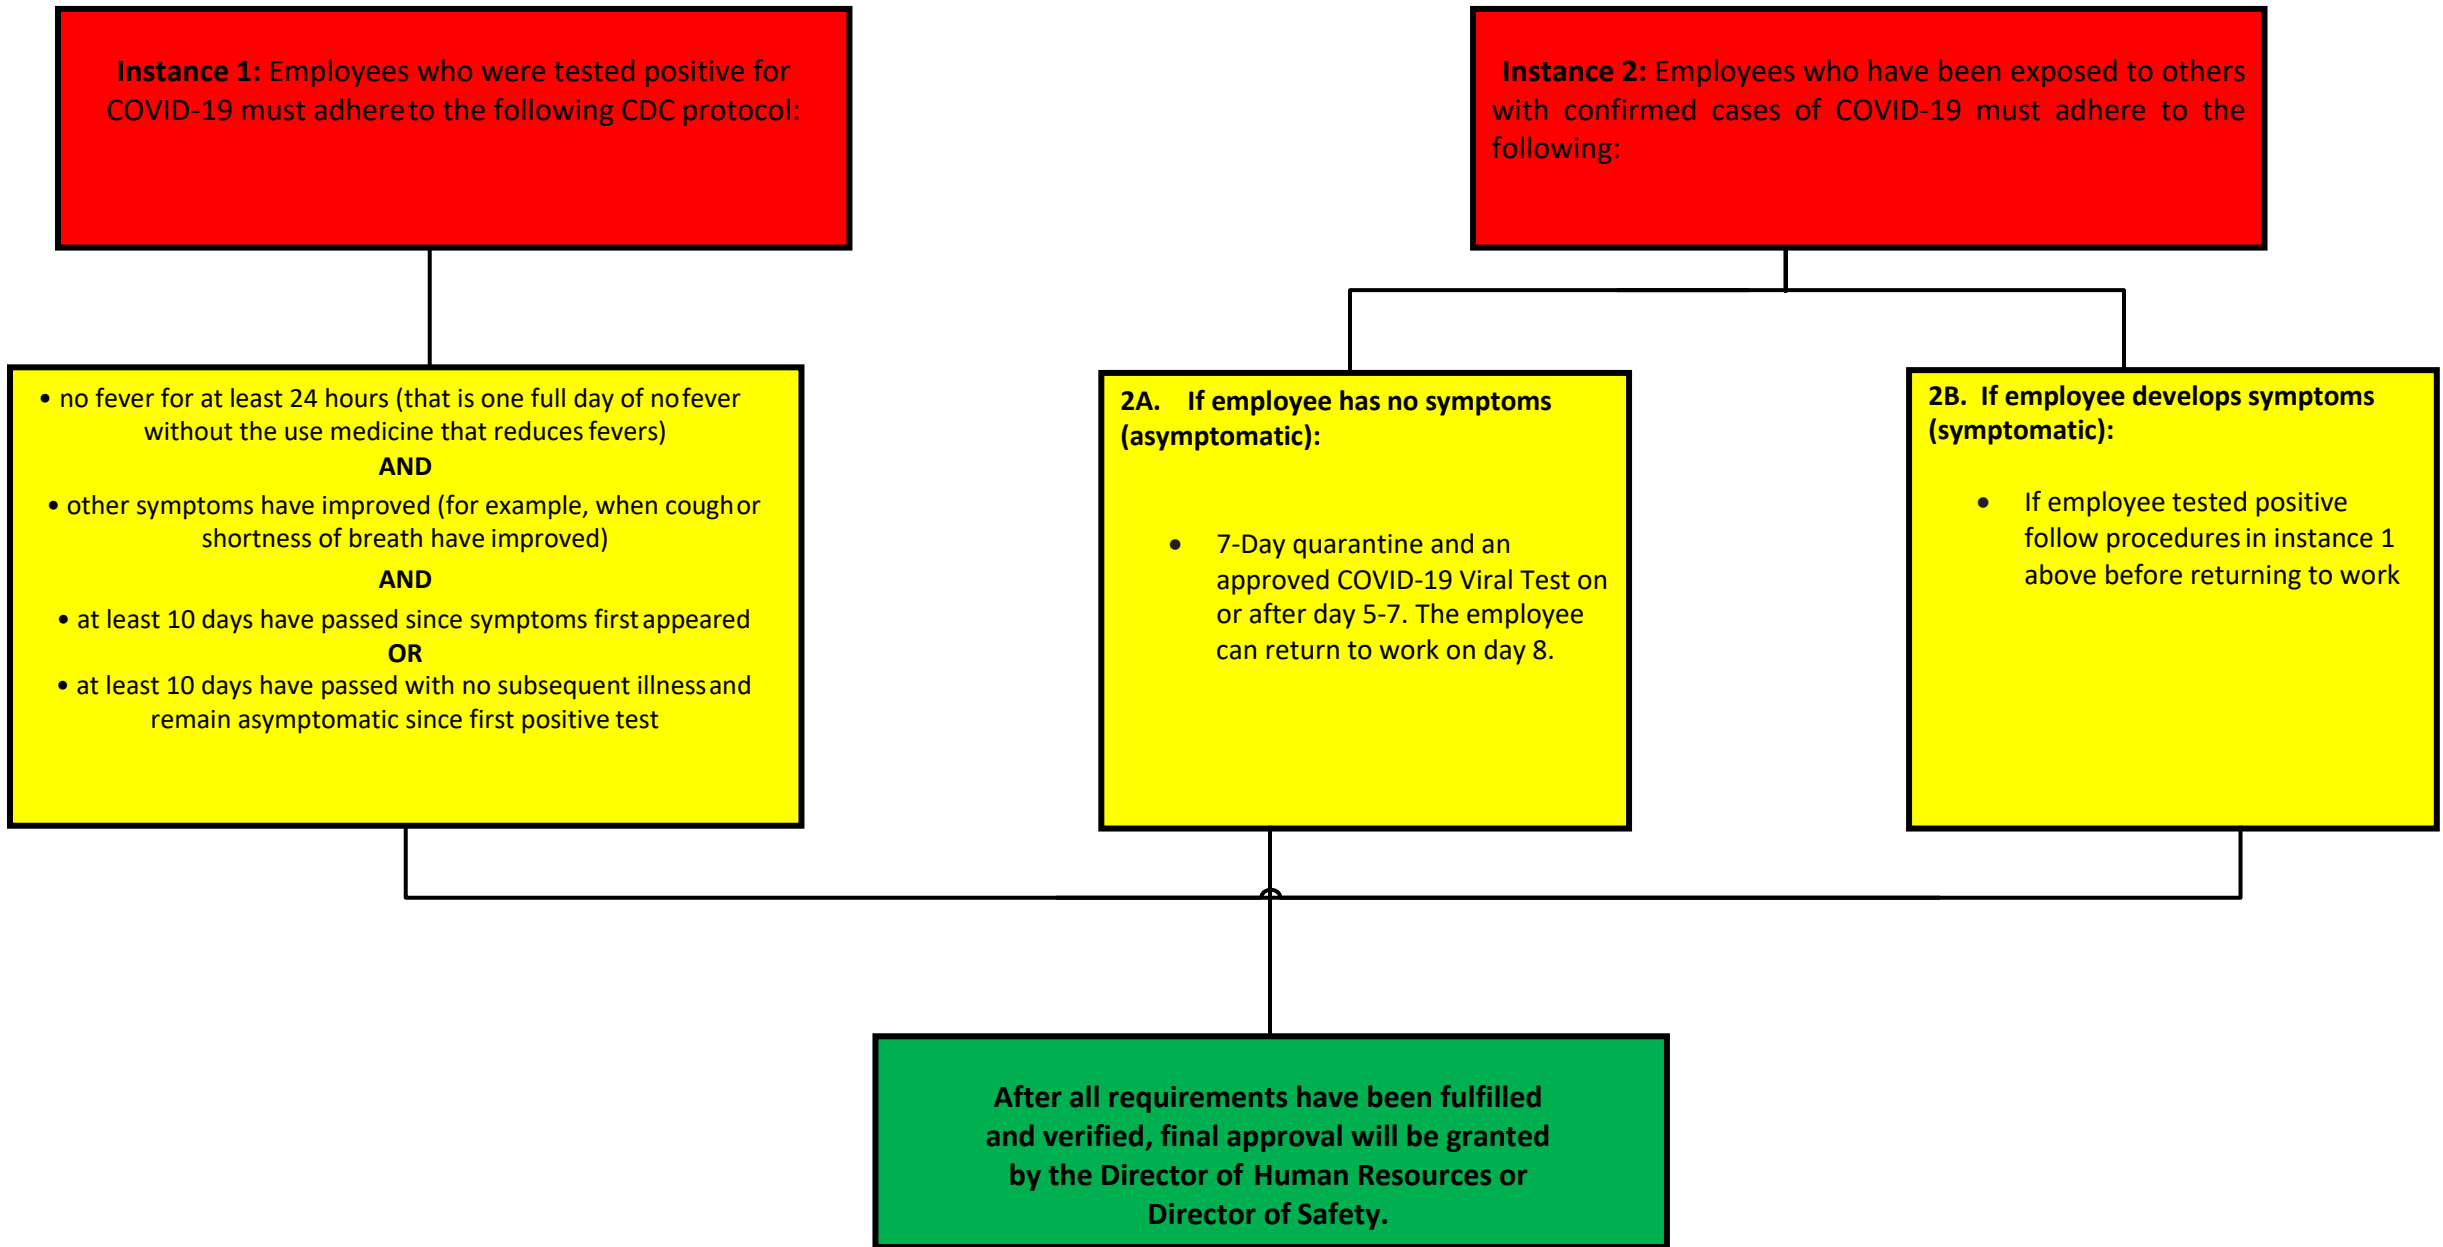 Instance 1: Employees who were tested positive for
COVID-19 must adhere to the following CDC protocol:
Instance 2: Employees who have been exposed to others
with confirmed cases of COVID-19 must adhere to the
following:
• no fever for at least 24 hours (that is one full day of no fever
without the use medicine that reduces fevers)
AND
• other symptoms have improved (for example, when cough or
shortness of breath have improved)
AND
• at least 10 days have passed since symptoms first appeared
OR
• at least 10 days have passed with no subsequent illness and
remain asymptomatic since first positive test
2A. If employee has no symptoms
(asymptomatic):
• 7-Day quarantine and an
approved COVID-19 Viral Test on
or after day 5-7. The employee
can return to work on day 8.
2B. If employee develops symptoms
(symptomatic):
• If employee tested positive
follow procedures in instance 1
above before returning to work
After all requirements have been fulfilled
and verified, final approval will be granted
by the Director of Human Resources or
Director of Safety.